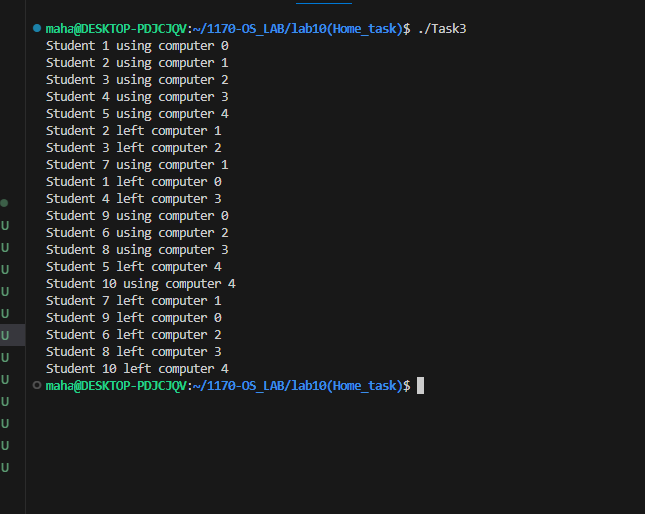 maha@DESKTOP-PDJCJQV:~/1170-OS_LAB/lab10(Home_task)$ ./Task3
Student 1 using computer 0
Student 2 using computer 1
Student 3 using computer 2
Student 4 using computer 3
Student 5 using computer 4
Student 2 left computer 1
Student 3 left computer 2
Student 7 using computer 1
Student 1 left computer 0
Student 4 left computer 3
Student 9 using computer 0
U
Student 6 using computer 2
U
Student 8 using computer 3
Student 5 left computer 4
U
Student 10 using computer 4
U
Student 7 left computer 1
U
Student 9 left computer 0
U
Student 6 left computer 2
U
Student 8 left computer 3
U
Student 10 left computer 4
U
maha@DESKTOP-PDJCJQV:~/1170-OS_LAB/lab10(Home_task)$
U
U
U
U